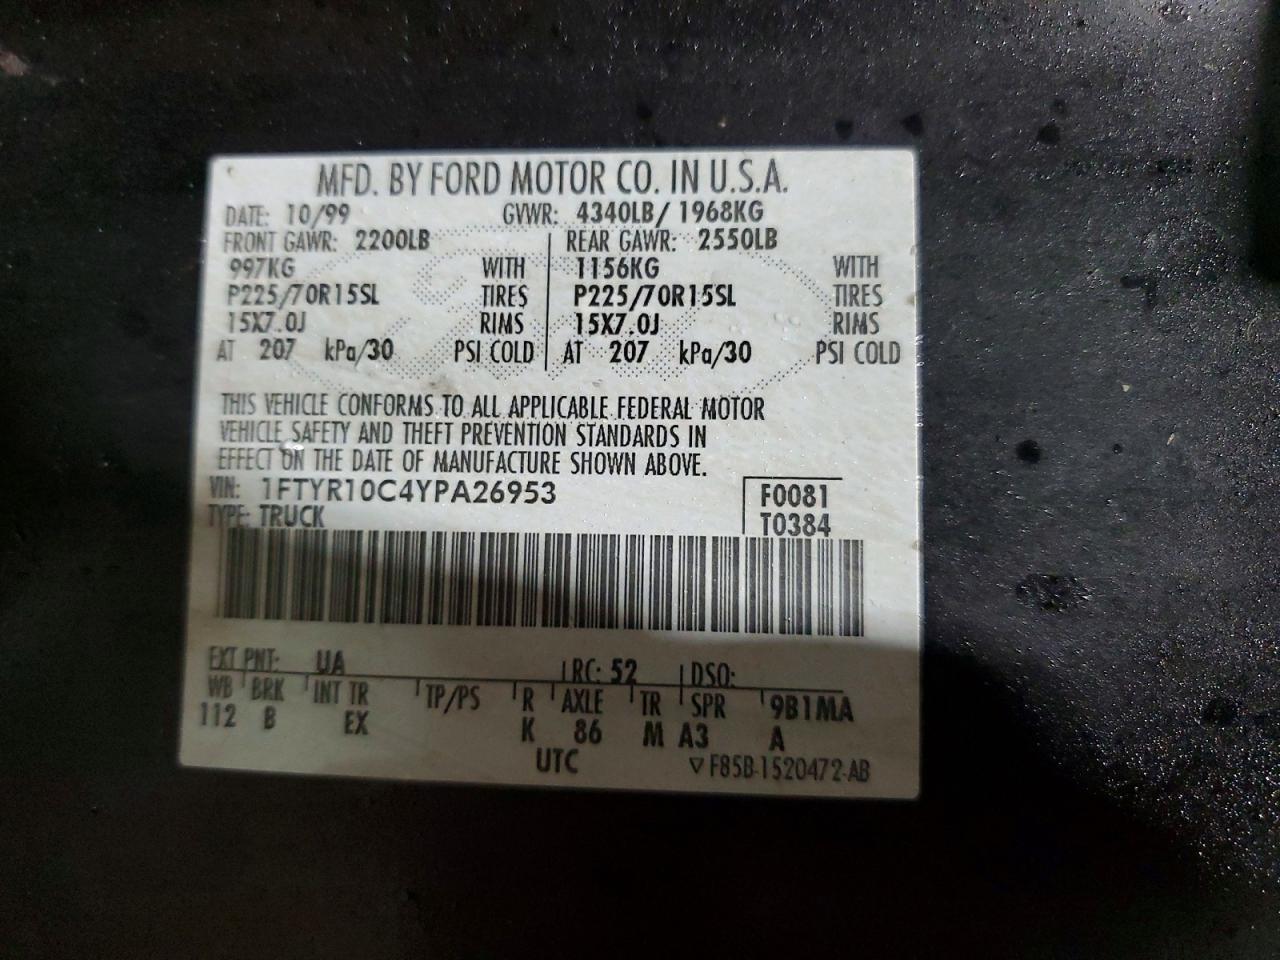 MFD. BY FORD MOTOR CO. IN U.S.A.
DATE: 10/99 GVWR: 4340LB/ 1968KG
FRONT GAWR: 2200LB REAR GAWR: 2550LB
997KG WITH 1156KG WITH
P225/70R15SL TIRES P225/70R15SL TIRES
15X7.0J RIMS 15X7.0J RIMS
AT 207 kPa/30 PSI COLD AT 207 kPa/30 PSI COLD
THIS VEHICLE CONFORMS TO ALL APPLICABLE FEDERAL MOTOR
VEHICLE SAFETY AND THEFT PREVENTION STANDARDS IN
EFFECT ON THE DATE OF MANUFACTURE SHOWN ABOVE.
VIN: 1FTYR10C4YPA26953 F0081
TYPE: TRUCK T0384
EXT PNT: UA RC: 52 DSO:
WB BRK INT TR TP/PS R AXLE TR SPR 9B1MA
112 B EX K 86 M A3 A
UTC ▽F85B-1520472-AB